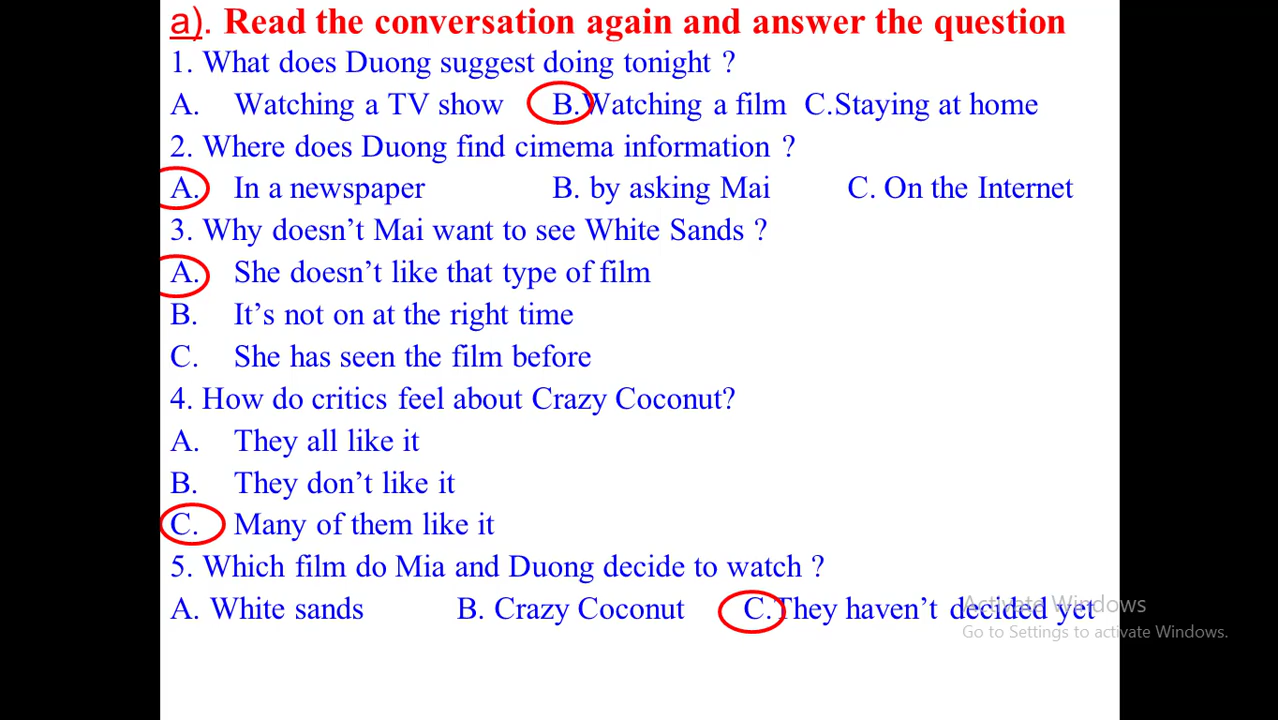 a). Read the conversation again and answer the question
1. What does Duong suggest doing tonight ?
A. Watching a TV show B.Watching a film C.Staying at home
2. Where does Duong find cimema information ?
A. In a newspaper B. by asking Mai C. On the Internet
3. Why doesn’t Mai want to see White Sands ?
A. She doesn’t like that type of film
B. It’s not on at the right time
C. She has seen the film before
4. How do critics feel about Crazy Coconut?
A. They all like it
B. They don’t like it
C. Many of them like it
5. Which film do Mia and Duong decide to watch ?
A. White sands B. Crazy Coconut C.They haven’t decided yet
Activate Windows
Go to Settings to activate Windows.